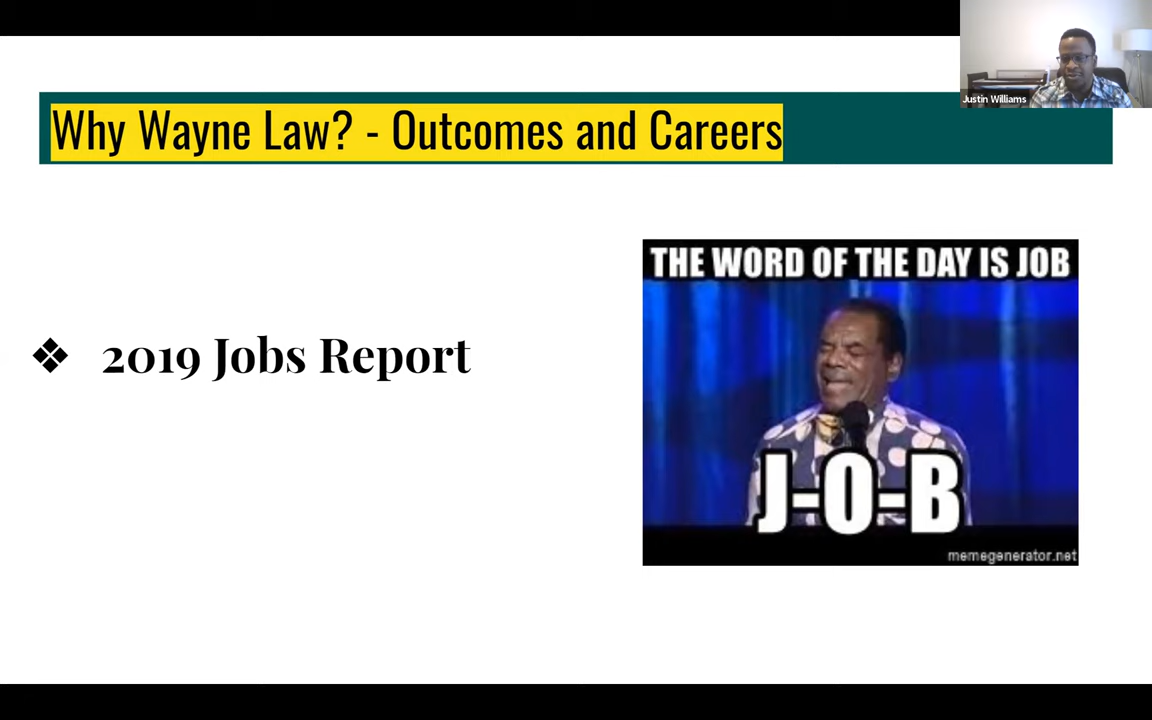 Justin Williams
Why Wayne Law? - Outcomes and Careers
❖ 2019 Jobs Report
THE WORD OF THE DAY IS JOB
J-O-B
memegenerator.net